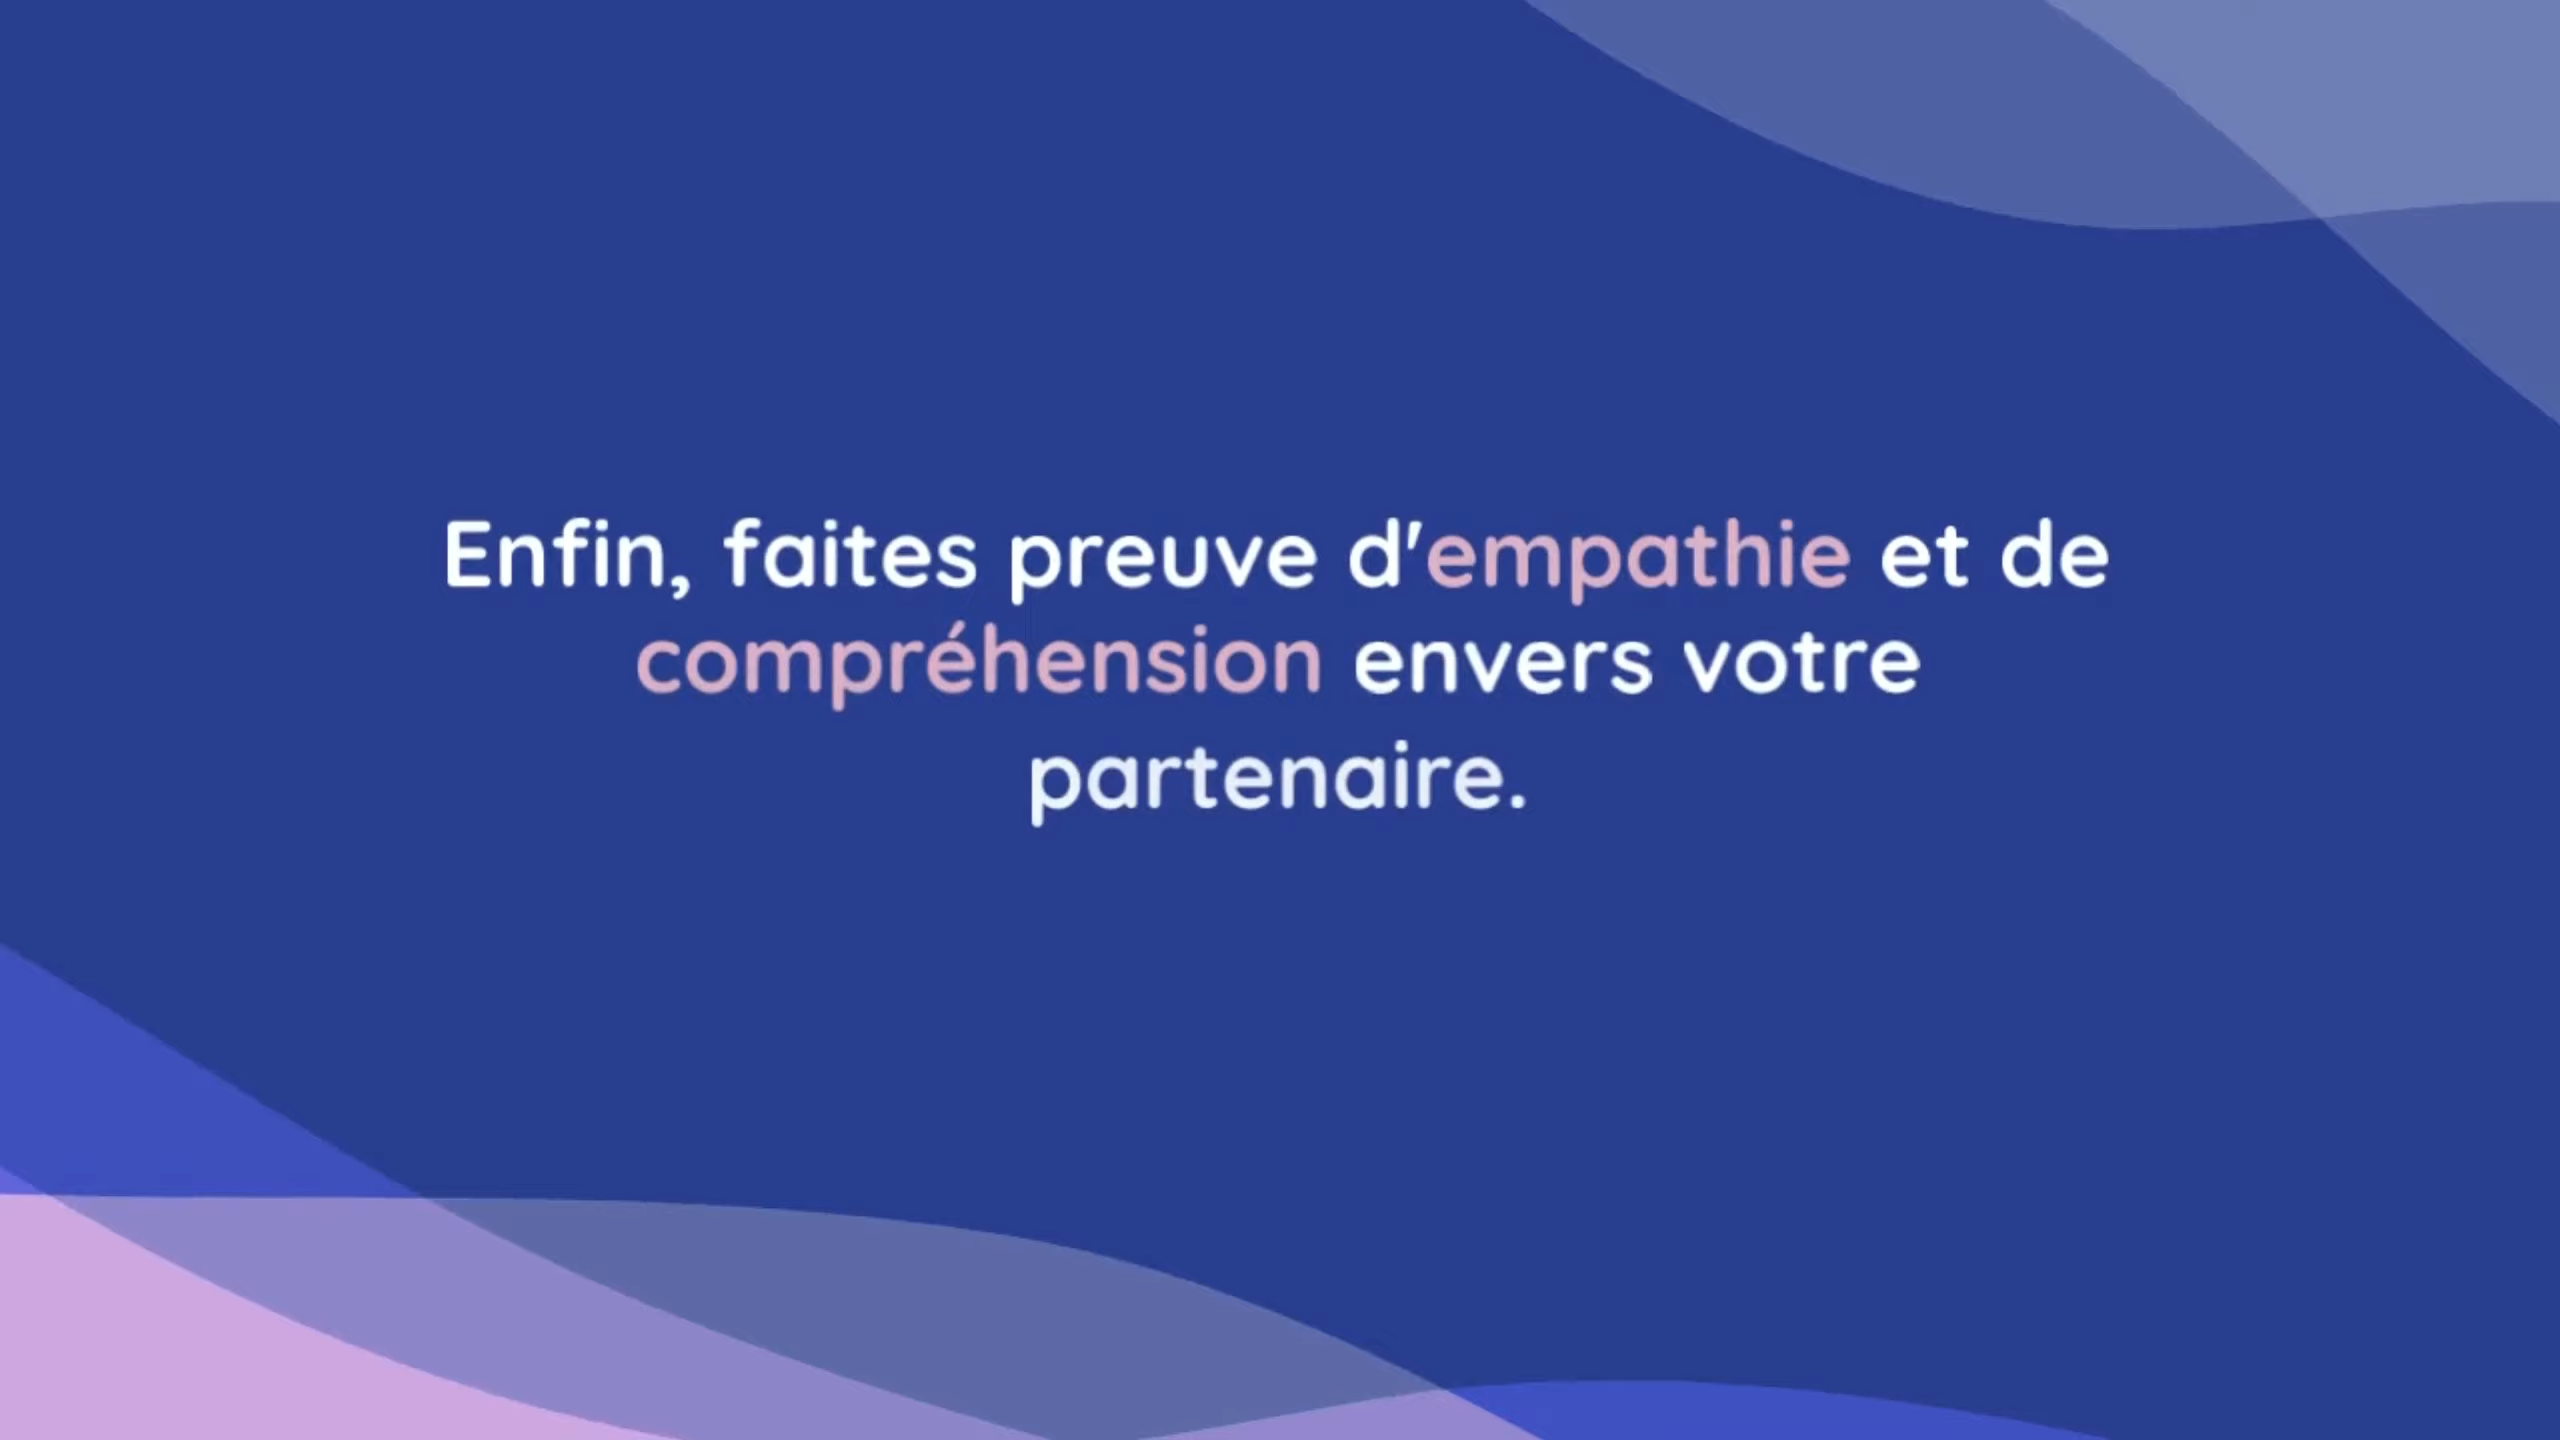 Enfin, faites preuve d'empathie et de
compréhension envers votre
partenaire.